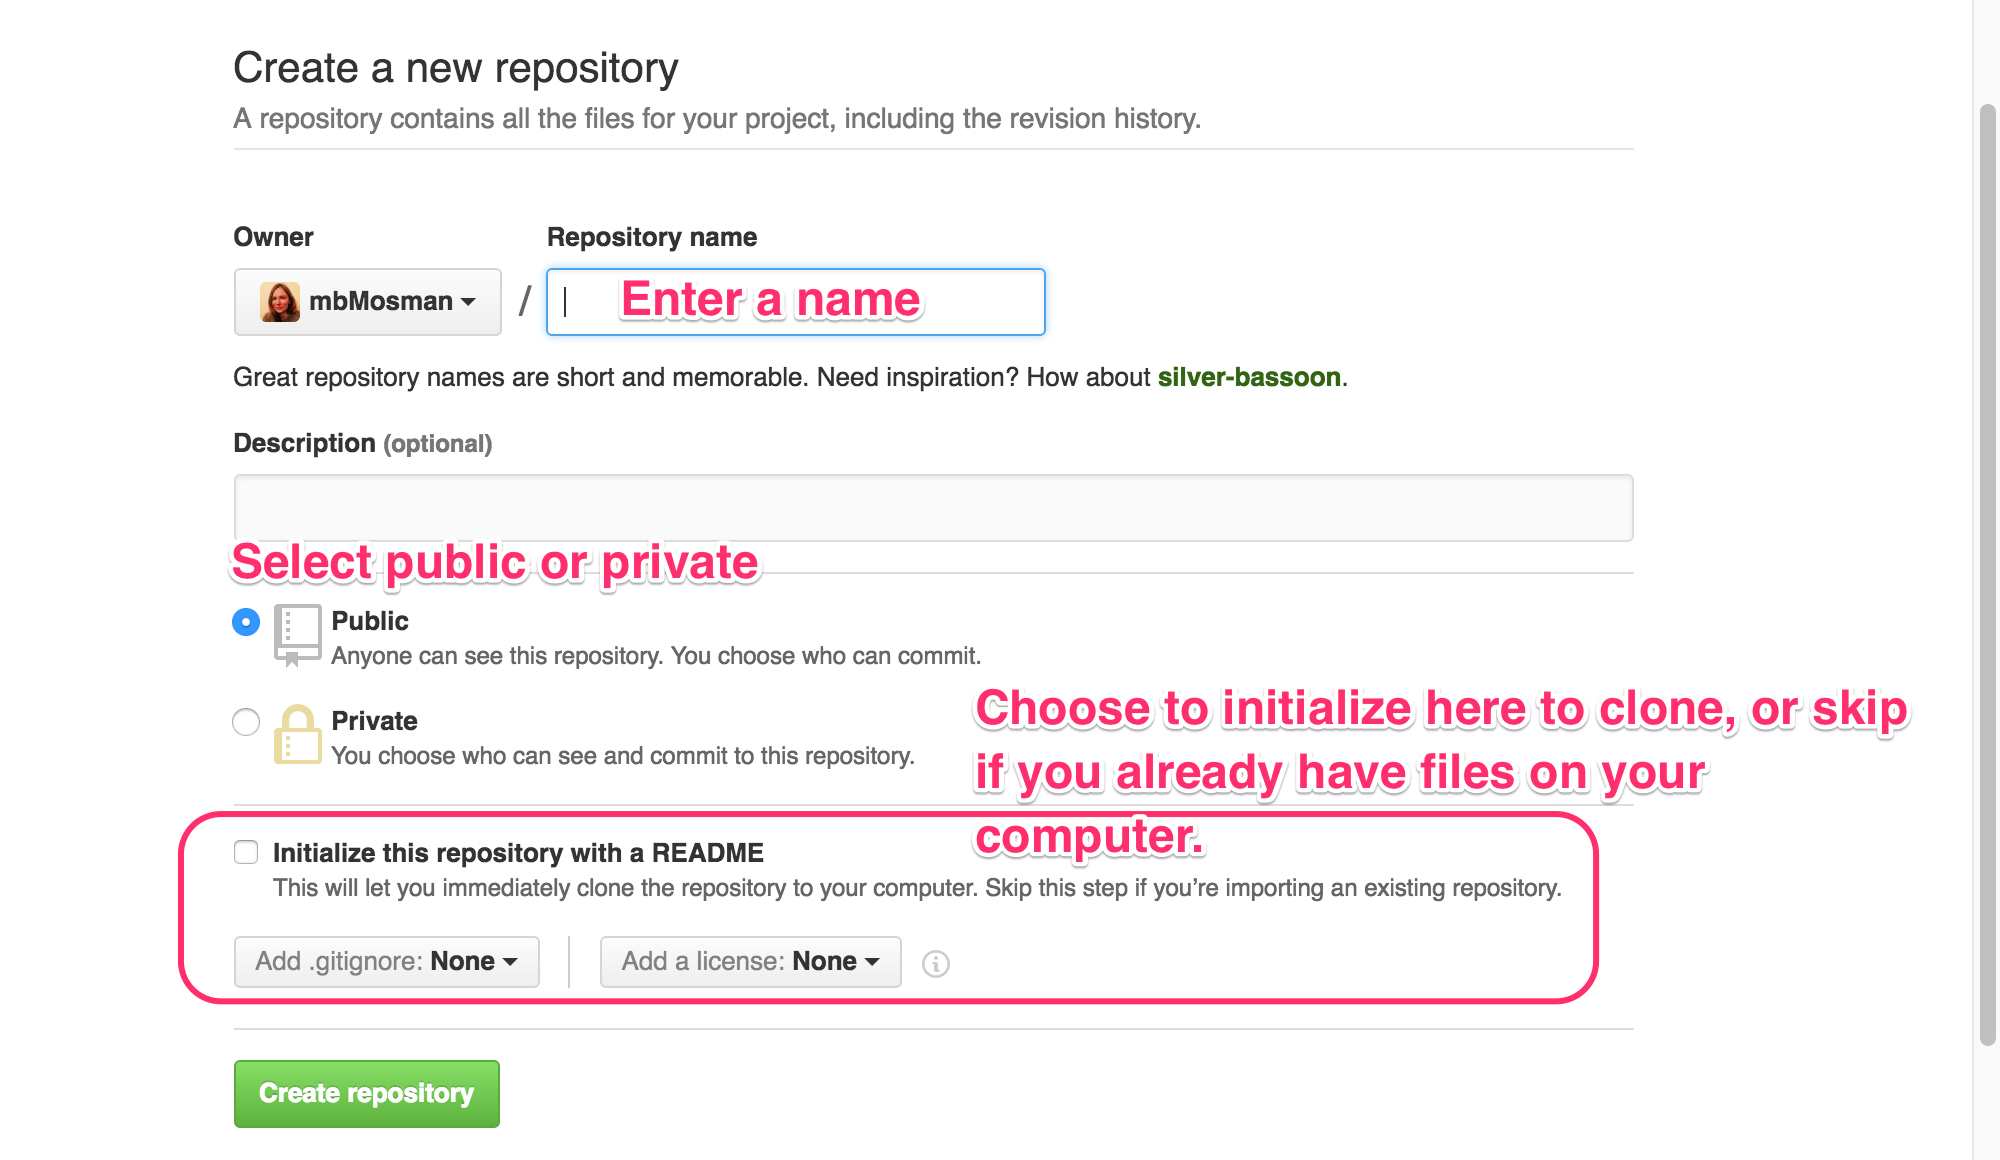 Create a new repository
A repository contains all the files for your project, including the revision history.
Owner
Repository name
mbMosman
/
Enter a name
Great repository names are short and memorable. Need inspiration? How about silver-bassoon.
Description (optional)
Select public or private
Public
Anyone can see this repository. You choose who can commit.
Private
You choose who can see and commit to this repository.
Choose to initialize here to clone, or skip
if you already have files on your
computer.
Initialize this repository with a README
This will let you immediately clone the repository to your computer. Skip this step if you’re importing an existing repository.
Add .gitignore: None
Add a license: None
Create repository